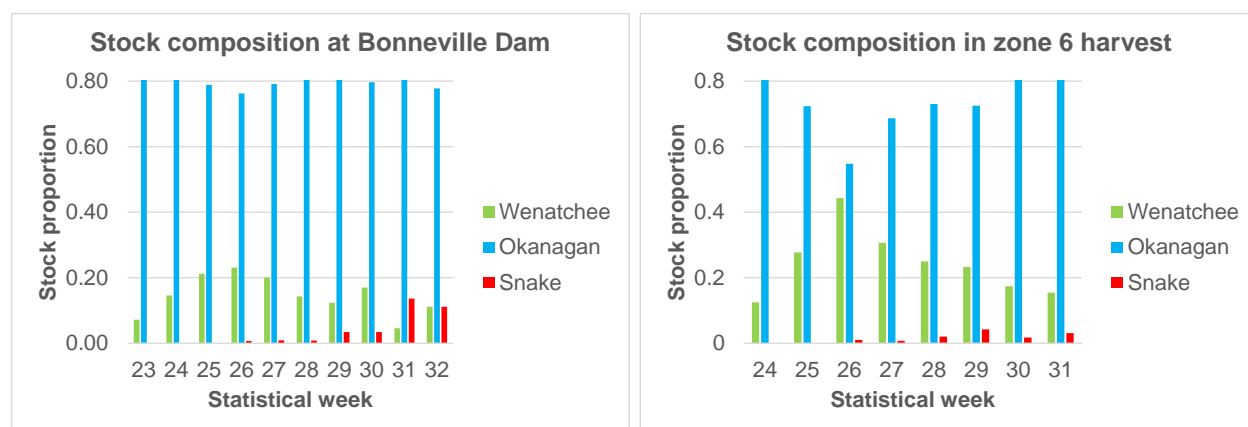 Stock composition at Bonneville Dam
0.80
0.60
0.40
0.20
0.00
Stock proportion
23 24 25 26 27 28 29 30 31 32
Statistical week
Wenatchee
Okanagan
Snake
Stock composition in zone 6 harvest
0.8
0.6
0.4
0.2
0
Stock proportion
24 25 26 27 28 29 30 31
Statistical week
Wenatchee
Okanagan
Snake